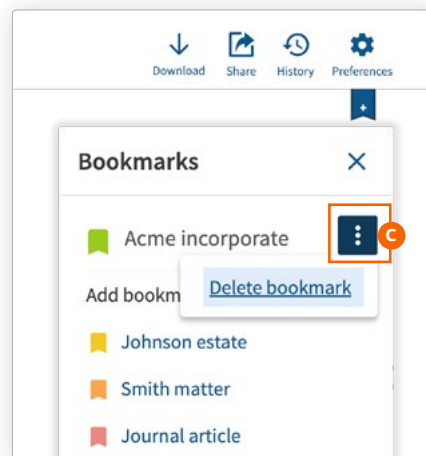 Download Share History Preferences
Bookmarks
Acme incorporate
C
Delete bookmark
Add bookm
Johnson estate
Smith matter
Journal article